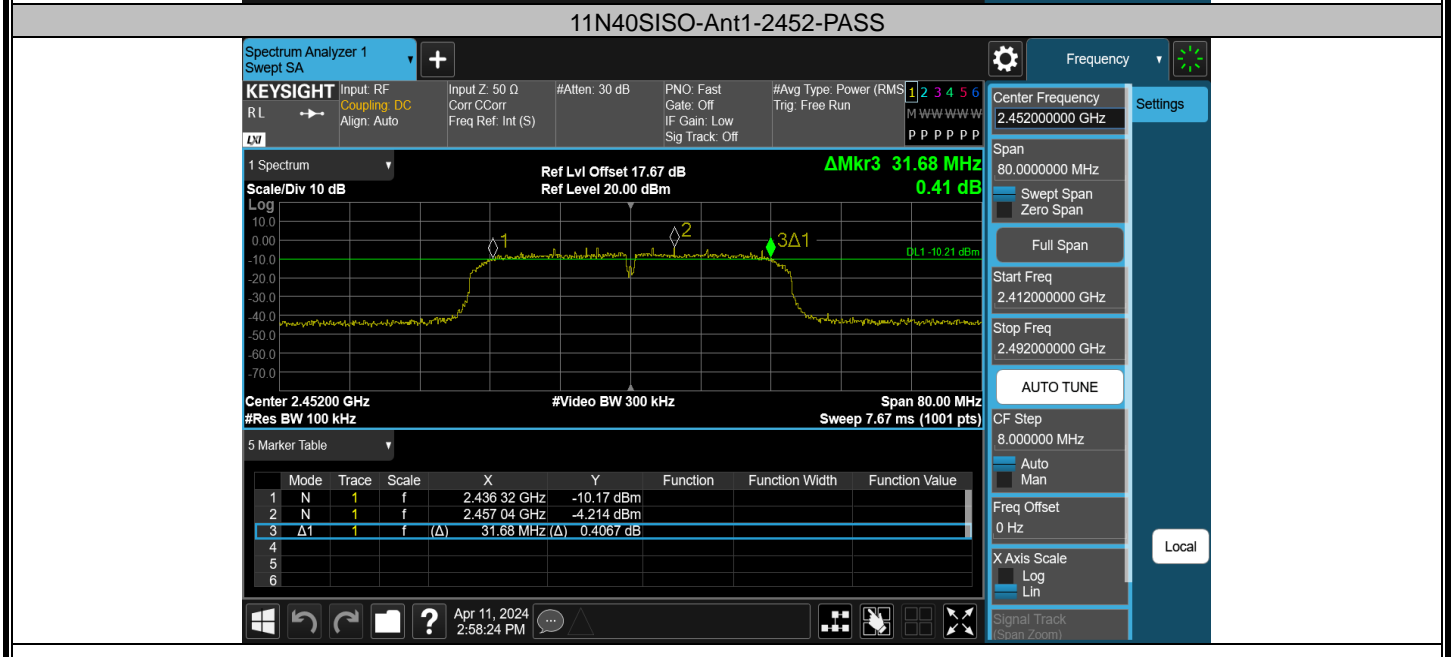 11N40SISO-Ant1-2452-PASS
Spectrum Analyzer 1
Swept SA
+
Frequency
KEYSIGHT
RL
LXI
Input: RF
Coupling: DC
Align: Auto
Input Z: 50 Ω
Corr CCorr
Freq Ref: Int (S)
#Atten: 30 dB
PNO: Fast
Gate: Off
IF Gain: Low
Sig Track: Off
#Avg Type: Power (RMS
Trig: Free Run
1 2 3 4 5 6
M W W W W W
P P P P P P
Center Frequency
2.452000000 GHz
Settings
Span
80.0000000 MHz
Swept Span
Zero Span
Full Span
Start Freq
2.412000000 GHz
Stop Freq
2.492000000 GHz
AUTO TUNE
CF Step
8.000000 MHz
Auto
Man
Freq Offset
0 Hz
X Axis Scale
Log
Lin
Signal Track
(Span Zoom)
Local
1 Spectrum
Scale/Div 10 dB
Ref Lvl Offset 17.67 dB
Ref Level 20.00 dBm
ΔMkr3 31.68 MHz
0.41 dB
Log
10.0
0.00
-10.0
-20.0
-30.0
-40.0
-50.0
-60.0
-70.0
1
2
3Δ1
DL1 -10.21 dBm
Center 2.45200 GHz
#Video BW 300 kHz
Span 80.00 MHz
#Res BW 100 kHz
Sweep 7.67 ms (1001 pts)
5 Marker Table
Mode Trace Scale X Y Function Function Width Function Value
1 N 1 f 2.436 32 GHz -10.17 dBm
2 N 1 f 2.457 04 GHz -4.214 dBm
3 Δ1 1 f (Δ) 31.68 MHz (Δ) 0.4067 dB
4
5
6
?
Apr 11, 2024
2:58:24 PM